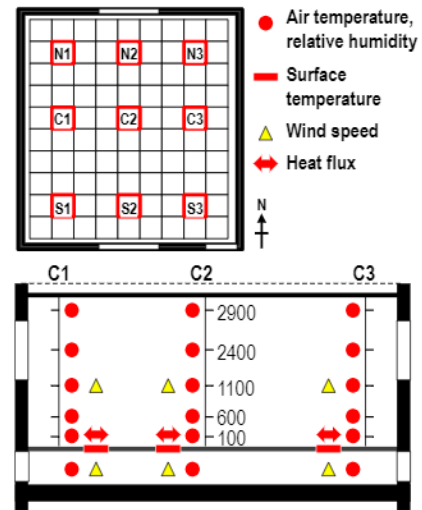 Air temperature,
relative humidity
Surface
temperature
Wind speed
Heat flux
N
N1 N2 N3
C1 C2 C3
S1 S2 S3
C1 C2 C3
2900
2400
1100
600
100